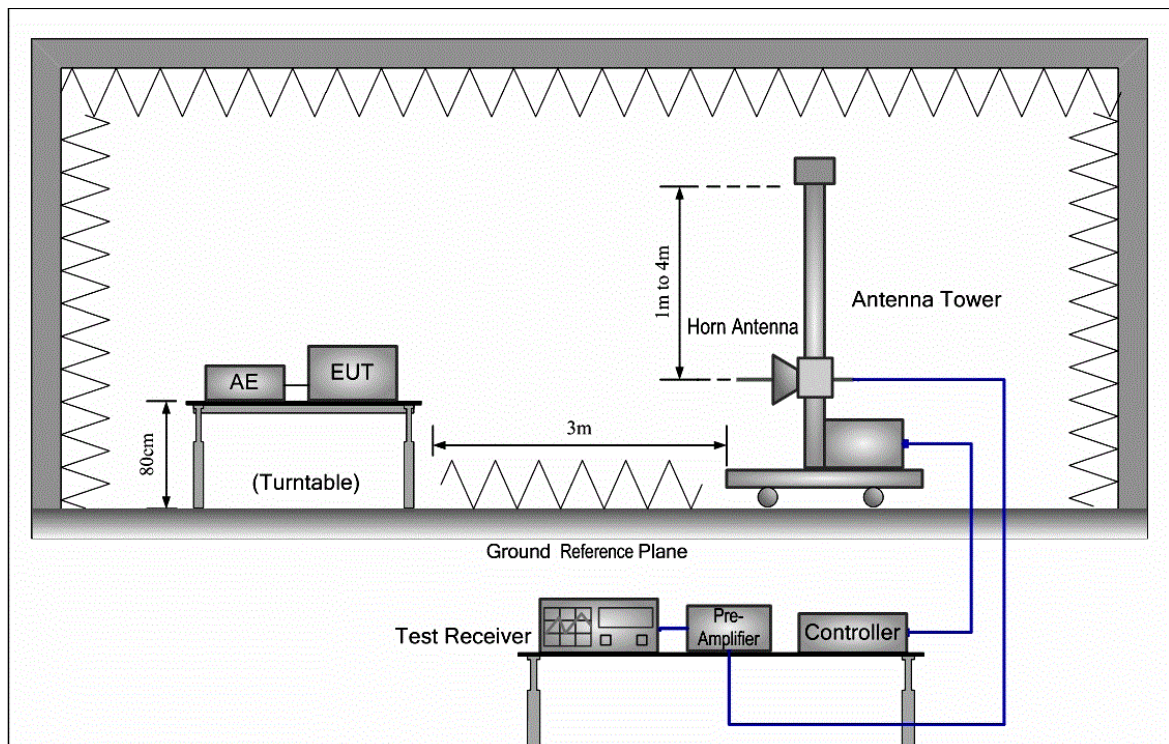 1m to 4m
Antenna Tower
Horn Antenna
AE
EUT
80cm
3m
(Turntable)
Ground Reference Plane
Test Receiver
Pre-
Amplifier
Controller